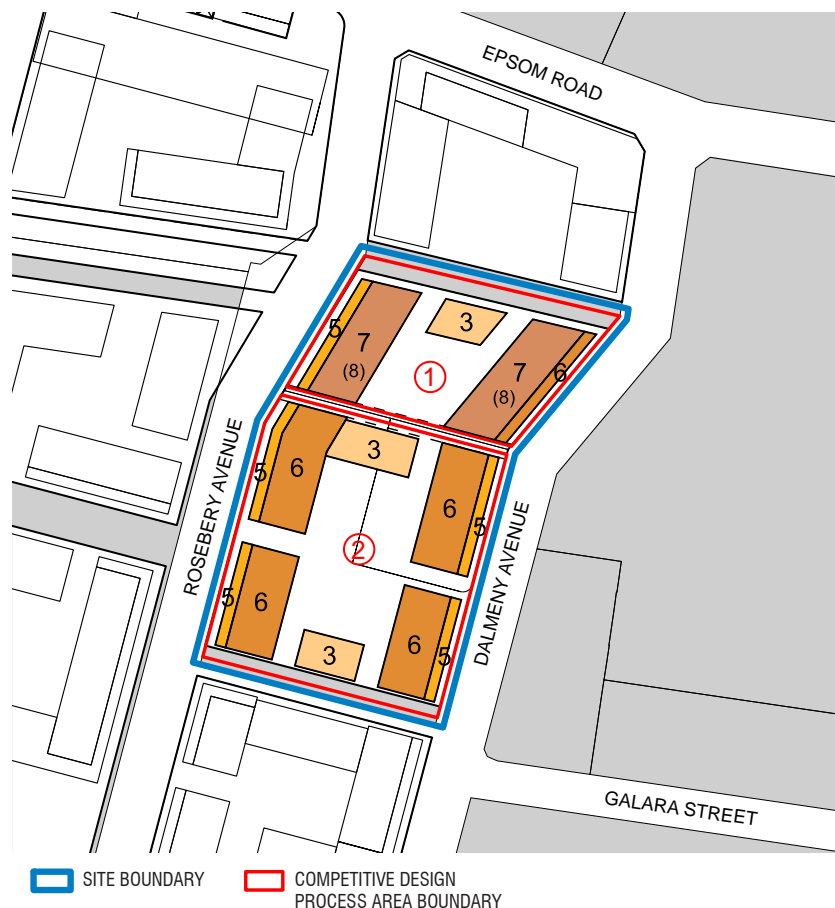 EPSOM ROAD
3
5
7
(8)
7
(8)
6
1
3
5
6
6
5
2
ROSEBERY AVENUE
DALMENY AVENUE
5
6
6
5
3
GALARA STREET
SITE BOUNDARY
COMPETITIVE DESIGN
PROCESS AREA BOUNDARY